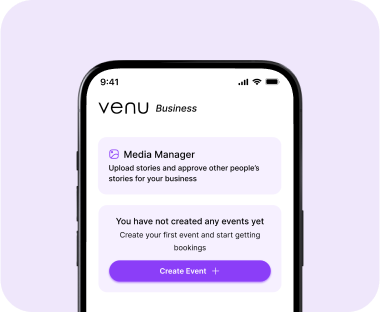 9:41
venu Business
Media Manager
Upload stories and approve other people's
stories for your business
You have not created any events yet
Create your first event and start getting
bookings
Create Event +